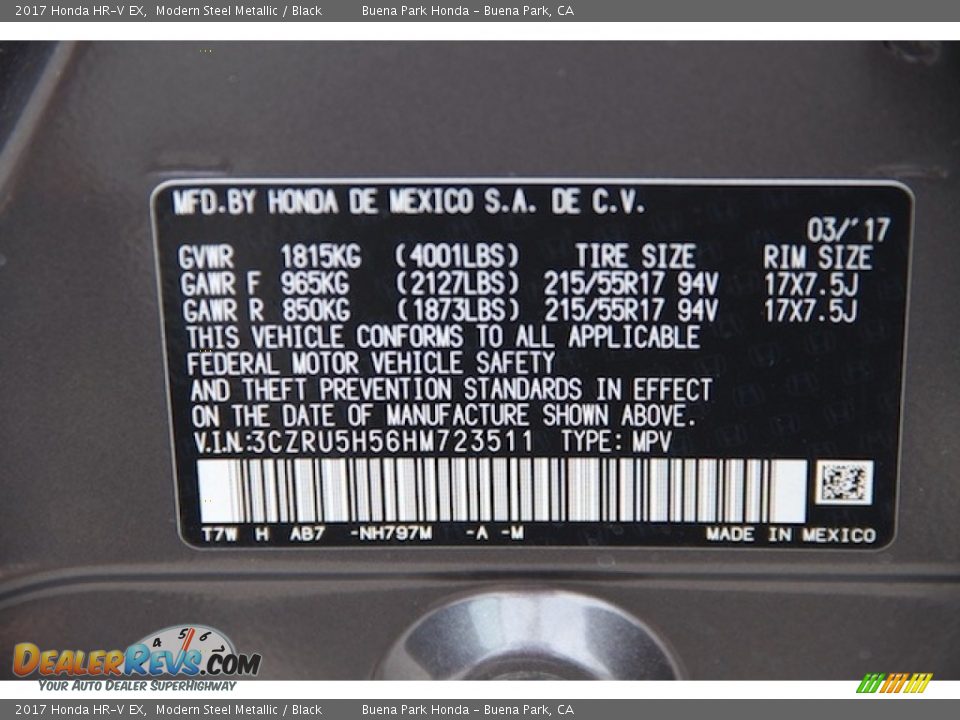 2017 Honda HR-V EX, Modern Steel Metallic / Black Buena Park Honda - Buena Park, CA
MFD.BY HONDA DE MEXICO S.A. DE C.V.
03/'17
GVWR 1815KG (4001LBS) TIRE SIZE RIM SIZE
GAWR F 965KG (2127LBS) 215/55R17 94V 17X7.5J
GAWR R 850KG (1873LBS) 215/55R17 94V 17X7.5J
THIS VEHICLE CONFORMS TO ALL APPLICABLE
FEDERAL MOTOR VEHICLE SAFETY
AND THEFT PREVENTION STANDARDS IN EFFECT
ON THE DATE OF MANUFACTURE SHOWN ABOVE.
V.I.N.:3CZRU5H56HM723511 TYPE: MPV
T7W H AB7 -NH797M -A -M MADE IN MEXICO
4 5 6
DEALERREVS.COM
YOUR AUTO DEALER SUPERHIGHWAY
2017 Honda HR-V EX, Modern Steel Metallic / Black Buena Park Honda - Buena Park, CA